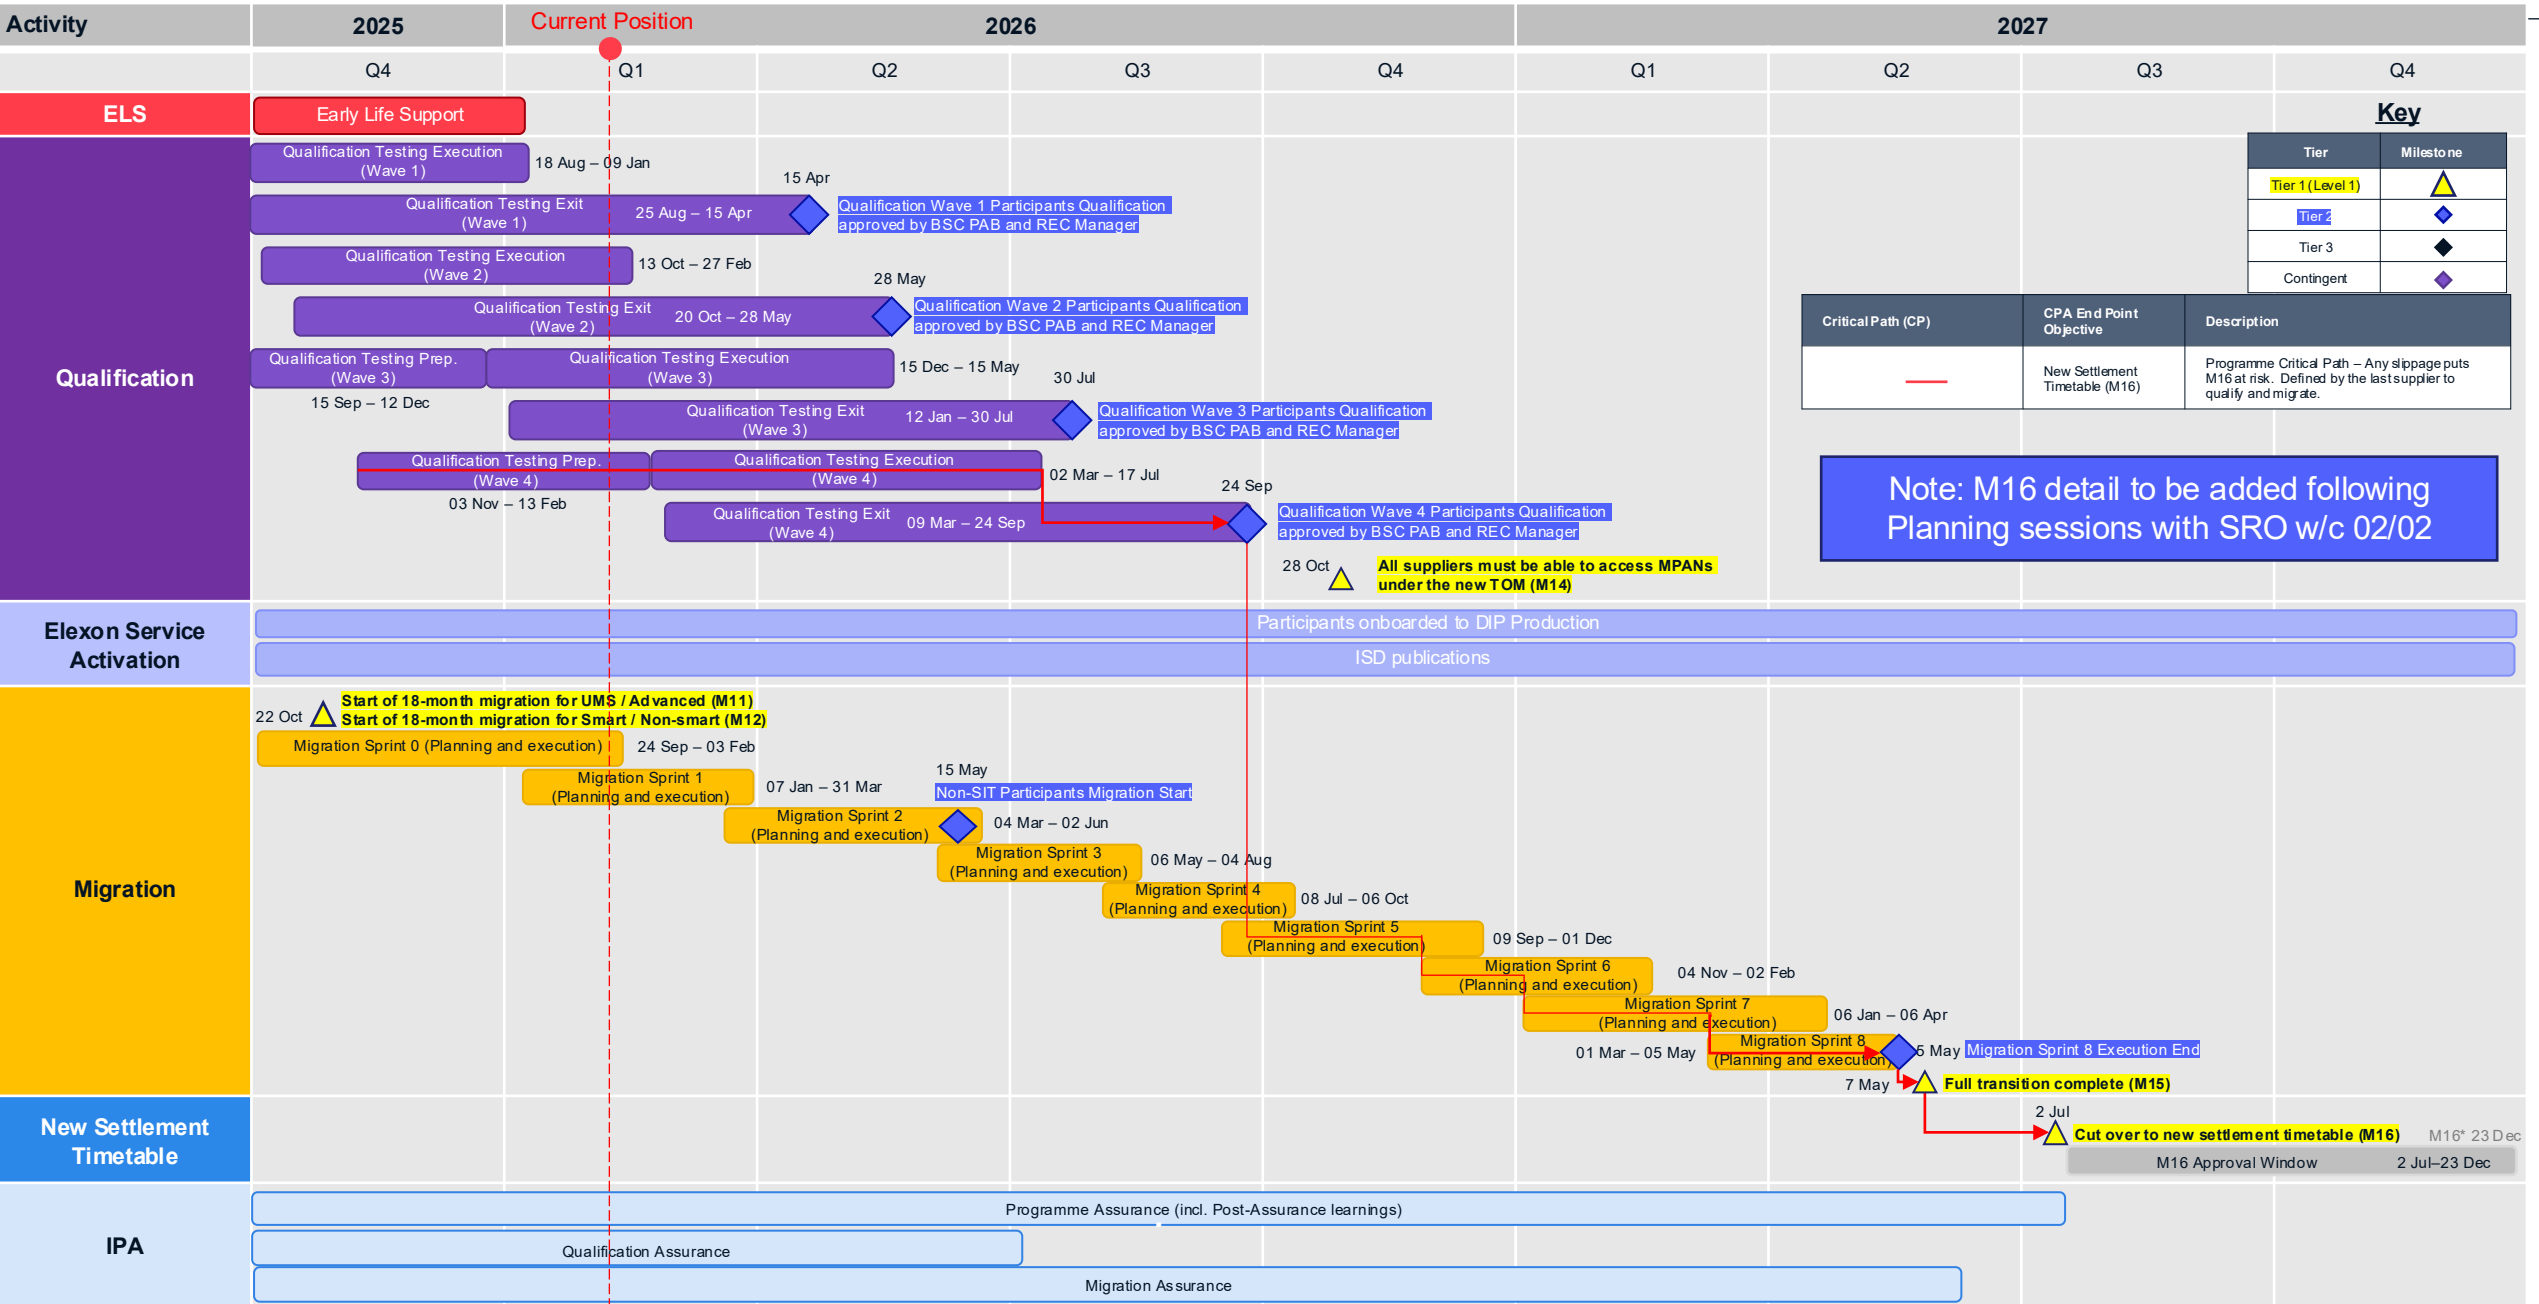 Activity
2025
Current Position
2026
2027
Q4
Q1
Q2
Q3
Q4
Q1
Q2
Q3
Q4
ELS
Early Life Support
Key
Tier
Milestone
Tier 1 (Level 1)
Tier 2
Tier 3
Contingent
Critical Path (CP)
CPA End Point
Objective
Description
New Settlement
Timetable (M16)
Programme Critical Path – Any slippage puts
M16 at risk. Defined by the last supplier to
qualify and migrate.
Note: M16 detail to be added following
Planning sessions with SRO w/c 02/02
Qualification
Qualification Testing Execution
(Wave 1)
18 Aug – 09 Jan
15 Apr
Qualification Testing Exit
(Wave 1)
25 Aug – 15 Apr
Qualification Wave 1 Participants Qualification
approved by BSC PAB and REC Manager
Qualification Testing Execution
(Wave 2)
13 Oct – 27 Feb
28 May
Qualification Testing Exit
(Wave 2)
20 Oct – 28 May
Qualification Wave 2 Participants Qualification
approved by BSC PAB and REC Manager
Qualification Testing Prep.
(Wave 3)
Qualification Testing Execution
(Wave 3)
15 Dec – 15 May
15 Sep – 12 Dec
30 Jul
Qualification Testing Exit
(Wave 3)
12 Jan – 30 Jul
Qualification Wave 3 Participants Qualification
approved by BSC PAB and REC Manager
Qualification Testing Prep.
(Wave 4)
Qualification Testing Execution
(Wave 4)
02 Mar – 17 Jul
03 Nov – 13 Feb
24 Sep
Qualification Testing Exit
(Wave 4)
09 Mar – 24 Sep
Qualification Wave 4 Participants Qualification
approved by BSC PAB and REC Manager
28 Oct
All suppliers must be able to access MPANs
under the new TOM (M14)
Elexon Service
Activation
Participants onboarded to DIP Production
ISD publications
Migration
22 Oct
Start of 18-month migration for UMS / Advanced (M11)
Start of 18-month migration for Smart / Non-smart (M12)
Migration Sprint 0 (Planning and execution)
24 Sep – 03 Feb
Migration Sprint 1
(Planning and execution)
07 Jan – 31 Mar
15 May
Non-SIT Participants Migration Start
Migration Sprint 2
(Planning and execution)
04 Mar – 02 Jun
Migration Sprint 3
(Planning and execution)
06 May – 04 Aug
Migration Sprint 4
(Planning and execution)
08 Jul – 06 Oct
Migration Sprint 5
(Planning and execution)
09 Sep – 01 Dec
Migration Sprint 6
(Planning and execution)
04 Nov – 02 Feb
Migration Sprint 7
(Planning and execution)
06 Jan – 06 Apr
01 Mar – 05 May
Migration Sprint 8
(Planning and execution)
5 May
Migration Sprint 8 Execution End
7 May
Full transition complete (M15)
New Settlement
Timetable
2 Jul
Cut over to new settlement timetable (M16)
M16* 23 Dec
M16 Approval Window
2 Jul–23 Dec
IPA
Programme Assurance (incl. Post-Assurance learnings)
Qualification Assurance
Migration Assurance